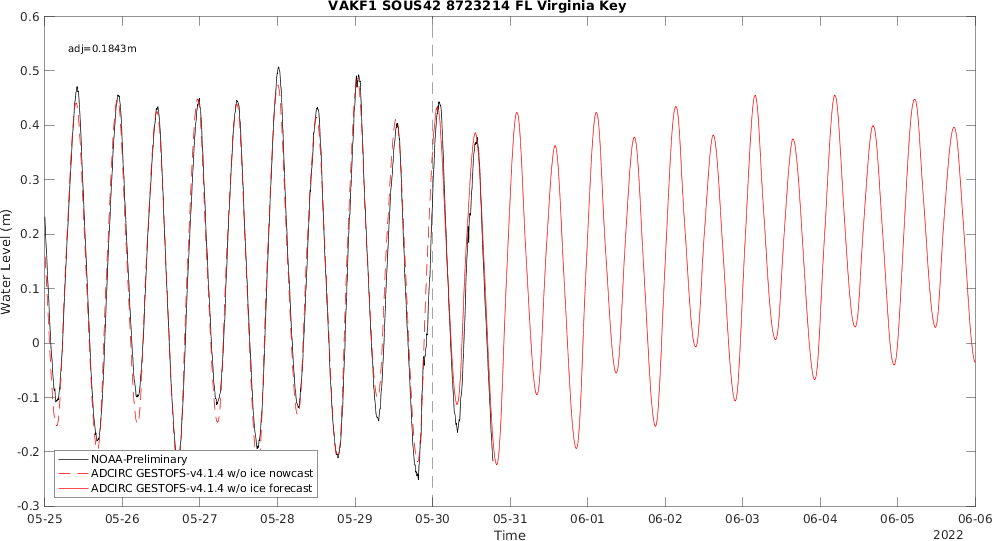 VAKF1 SOUS42 8723214 FL Virginia Key
adj=0.1843m
0.6
0.5
0.4
0.3
0.2
0.1
0
-0.1
-0.2
-0.3
Water Level (m)
NOAA-Preliminary
ADCIRC GESTOFS-v4.1.4 w/o ice nowcast
ADCIRC GESTOFS-v4.1.4 w/o ice forecast
05-25 05-26 05-27 05-28 05-29 05-30 05-31 06-01 06-02 06-03 06-04 06-05 06-06
Time
2022